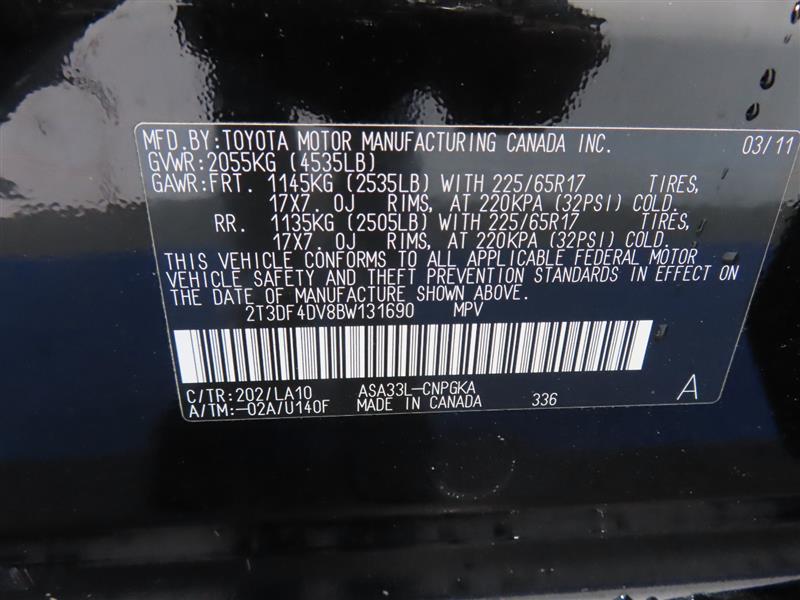 MFD.BY:TOYOTA MOTOR MANUFACTURING CANADA INC. 03/11
GVWR:2055KG (4535LB)
GAWR:FRT. 1145KG (2535LB) WITH 225/65R17 TIRES,
17X7. 0J RIMS, AT 220KPA (32PSI) COLD.
RR. 1135KG (2505LB) WITH 225/65R17 TIRES,
17X7. 0J RIMS, AT 220KPA (32PSI) COLD.
THIS VEHICLE CONFORMS TO ALL APPLICABLE FEDERAL MOTOR
VEHICLE SAFETY AND THEFT PREVENTION STANDARDS IN EFFECT ON
THE DATE OF MANUFACTURE SHOWN ABOVE.
2T3DF4DV8BW131690 MPV
C/TR:202/LA10 ASA33L-CNPGKA A
A/TM:-02A/U140F MADE IN CANADA 336